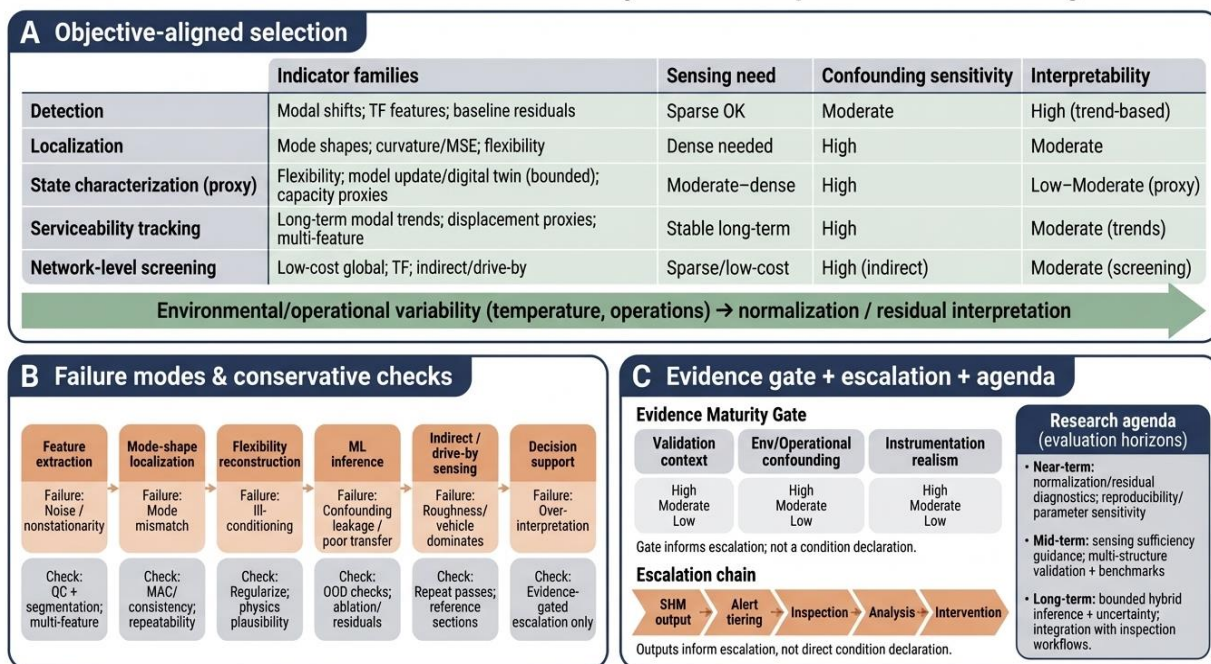 A Objective-aligned selection
Indicator families Sensing need Confounding sensitivity Interpretability
Detection Modal shifts; TF features; baseline residuals Sparse OK Moderate High (trend-based)
Localization Mode shapes; curvature/MSE; flexibility Dense needed High Moderate
State characterization (proxy) Flexibility; model update/digital twin (bounded);
capacity proxies Moderate–dense High Low–Moderate (proxy)
Serviceability tracking Long-term modal trends; displacement proxies;
multi-feature Stable long-term High Moderate (trends)
Network-level screening Low-cost global; TF; indirect/drive-by Sparse/low-cost High (indirect) Moderate (screening)
Environmental/operational variability (temperature, operations) → normalization / residual interpretation
B Failure modes & conservative checks
Feature
extraction
Failure:
Noise /
nonstationarity
Check:
QC +
segmentation;
multi-feature
Mode-shape
localization
Failure:
Mode
mismatch
Check:
MAC/
consistency;
repeatability
Flexibility
reconstruction
Failure:
Ill-
conditioning
Check:
Regularize;
physics
plausibility
ML
inference
Failure:
Confounding
leakage /
poor transfer
Check:
OOD checks;
ablation/
residuals
Indirect /
drive-by
sensing
Failure:
Roughness/
vehicle
dominates
Check:
Repeat passes;
reference
sections
Decision
support
Failure:
Over-
interpretation
Check:
Evidence-
gated
escalation only
C Evidence gate + escalation + agenda
Evidence Maturity Gate
Validation
context
High
Moderate
Low
Env/Operational
confounding
High
Moderate
Low
Instrumentation
realism
High
Moderate
Low
Gate informs escalation; not a condition declaration.
Escalation chain
SHM
output
Alert
tiering
Inspection
Analysis
Intervention
Outputs inform escalation, not direct condition declaration.
Research agenda
(evaluation horizons)
• Near-term:
normalization/residual
diagnostics; reproducibility/
parameter sensitivity
• Mid-term: sensing sufficiency
guidance; multi-structure
validation + benchmarks
• Long-term: bounded hybrid
inference + uncertainty;
integration with inspection
workflows.